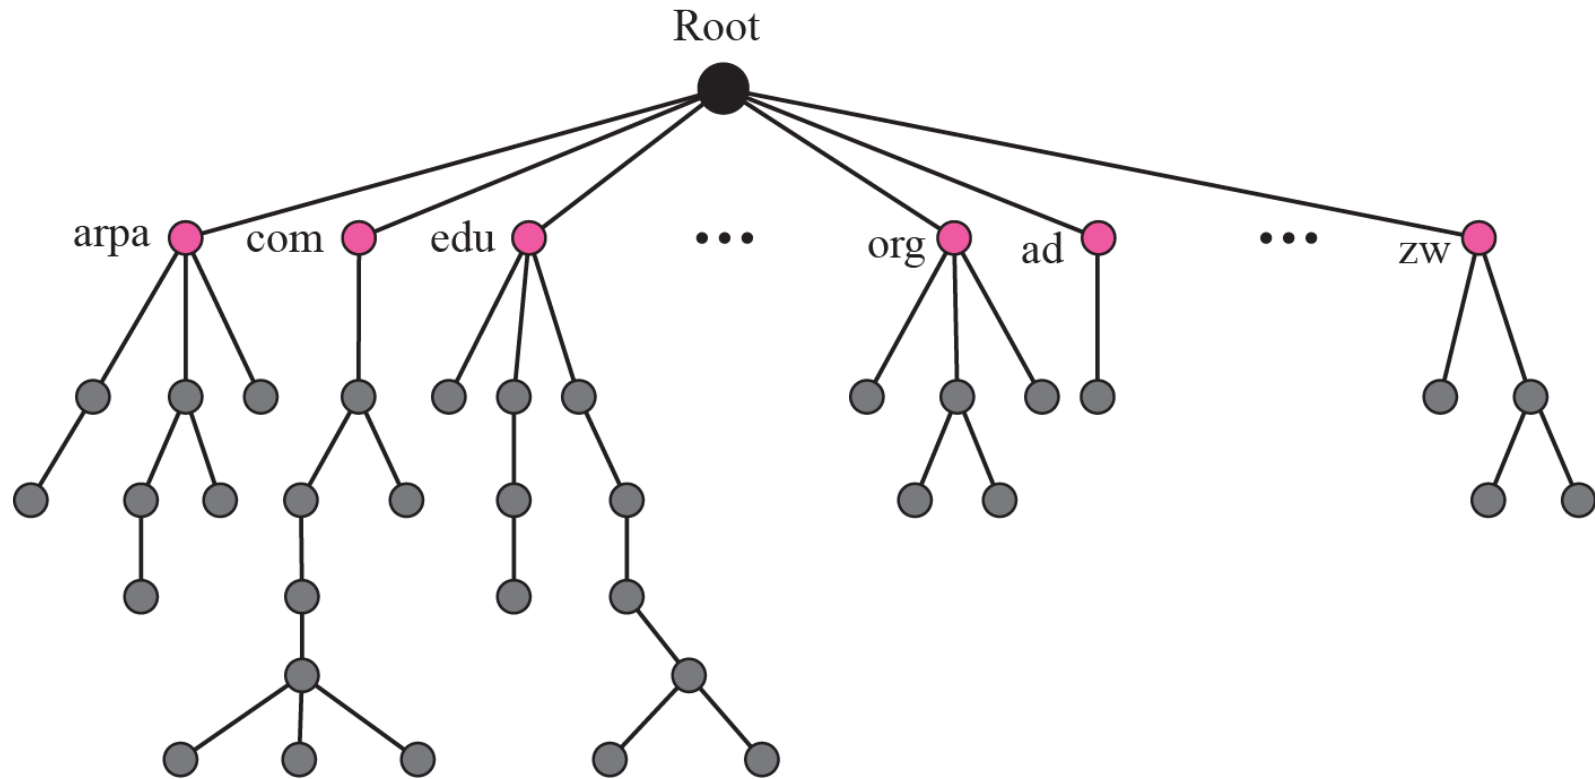 Root
arpa com edu ••• org ad ••• zw